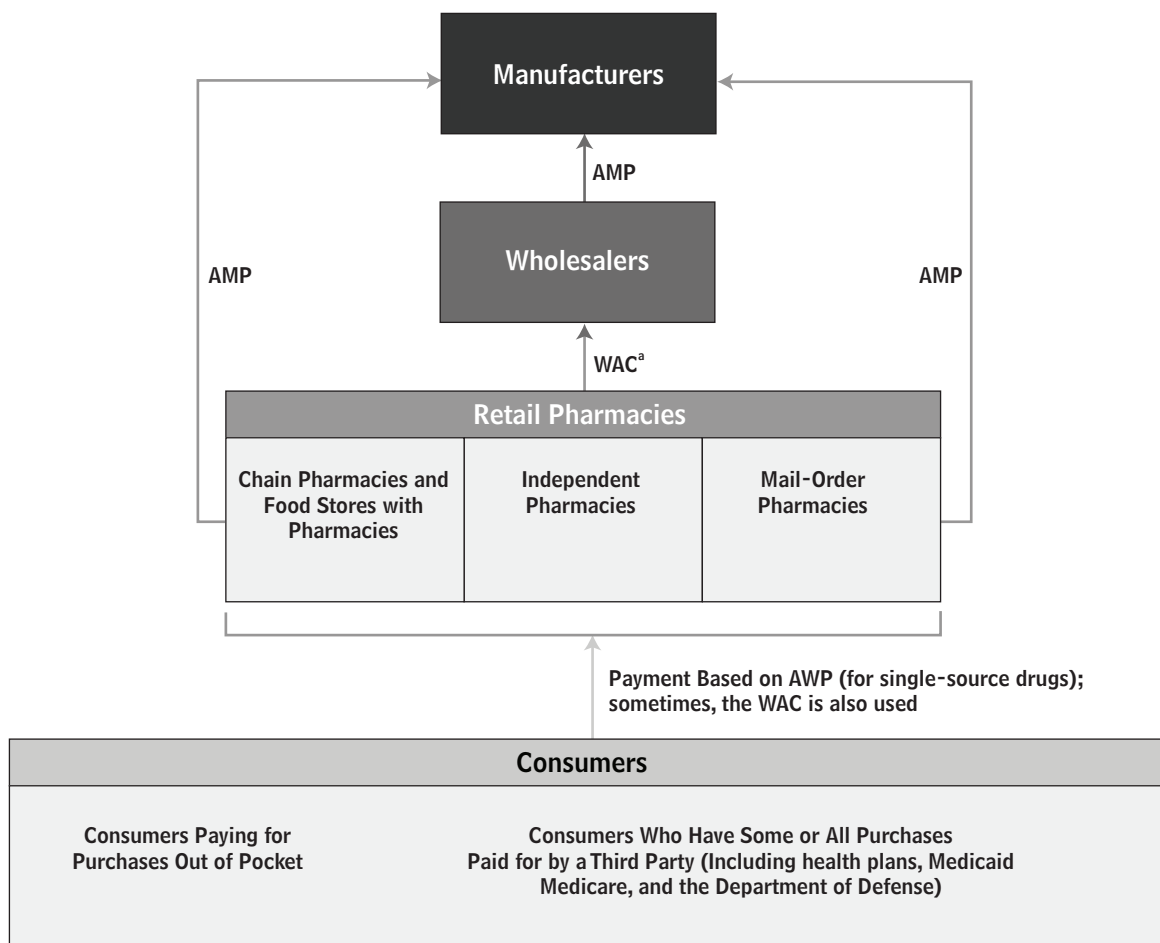 Manufacturers
AMP
Wholesalers
AMP
AMP
WACᵃ
Retail Pharmacies
Chain Pharmacies and
Food Stores with
Pharmacies
Independent
Pharmacies
Mail-Order
Pharmacies
Payment Based on AWP (for single-source drugs);
sometimes, the WAC is also used
Consumers
Consumers Paying for
Purchases Out of Pocket
Consumers Who Have Some or All Purchases
Paid for by a Third Party (Including health plans, Medicaid
Medicare, and the Department of Defense)